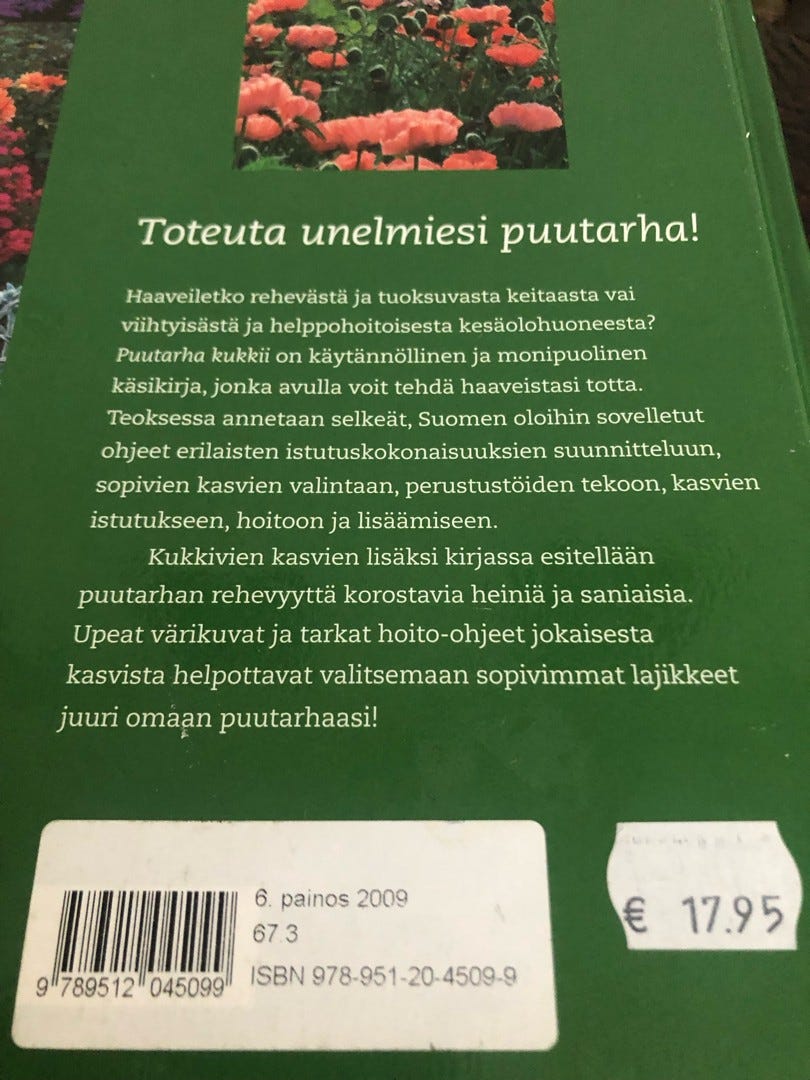 Toteuta unelmiesi puutarha!
Haaveiletko rehevästä ja tuoksuvasta keitaasta vai
viihtyisästä ja helppohoitoisesta kesäolohuoneesta?
Puutarha kukkii on käytännöllinen ja monipuolinen
käsikirja, jonka avulla voit tehdä haaveistasi totta.
Teoksessa annetaan selkeät, Suomen oloihin sovelletut
ohjeet erilaisten istutuskokonaisuuksien suunnitteluun,
sopivien kasvien valintaan, perustustöiden tekoon, kasvien
istutukseen, hoitoon ja lisäämiseen.
Kukkivien kasvien lisäksi kirjassa esitellään
puutarhan rehevyyttä korostavia heiniä ja saniaisia.
Upeat värikuvat ja tarkat hoito-ohjeet jokaisesta
kasvista helpottavat valitsemaan sopivimmat lajikkeet
juuri omaan puutarhaasi!
6. painos 2009
67.3
ISBN 978-951-20-4509-9
9 789512 045099
€ 17.95